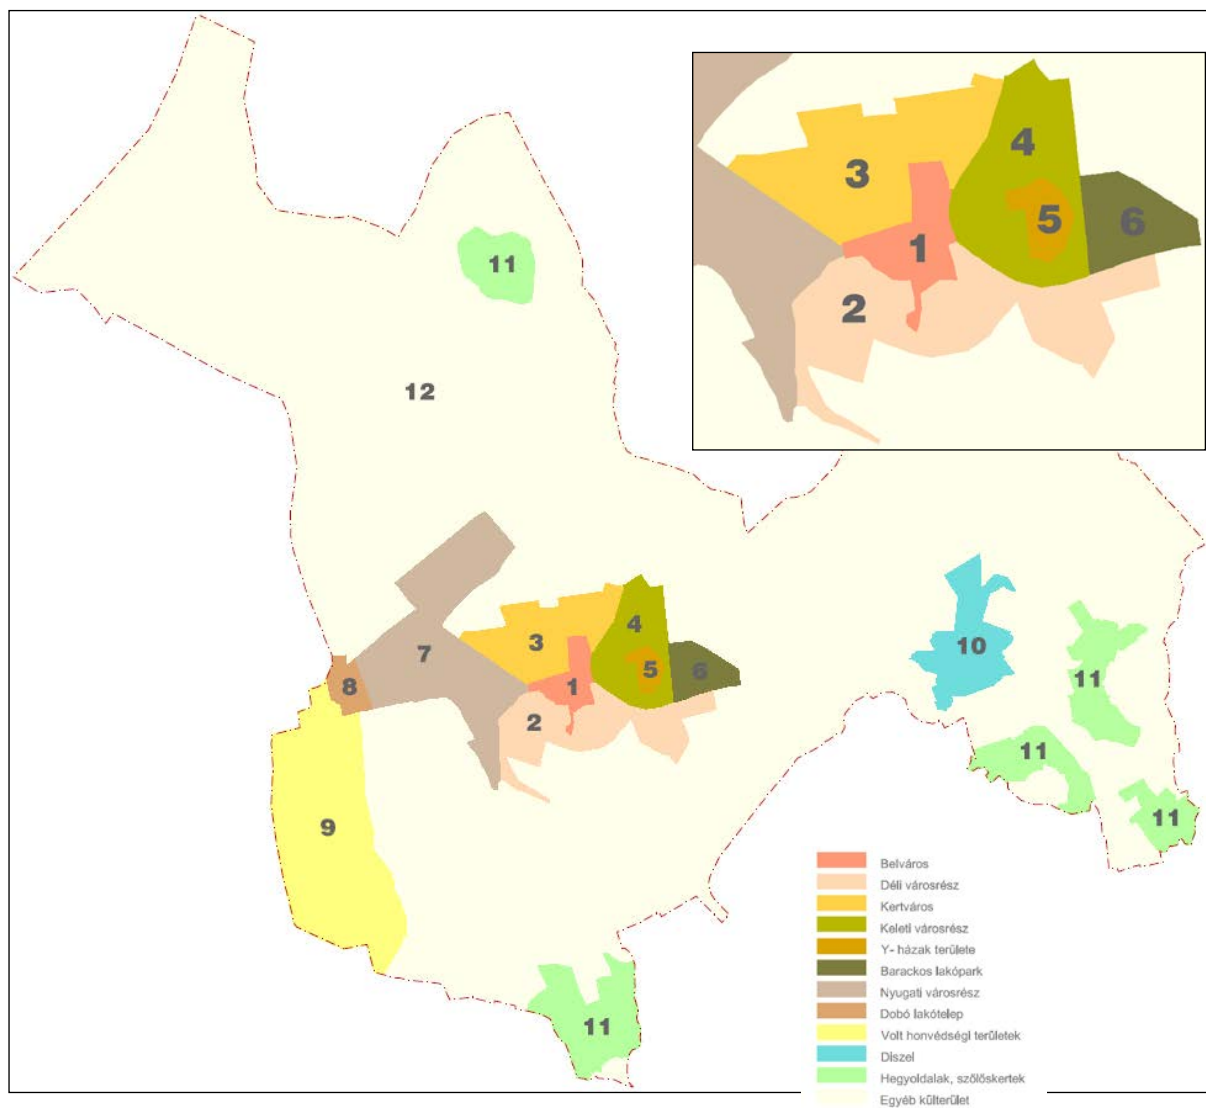 4
3
5
6
1
2
11
12
4
3
7
5
6
10
8
1
11
2
11
9
11
11
Belváros
Déli városrész
Kertváros
Keleti városrész
Y- házak területe
Barackos lakópark
Nyugati városrész
Dobó lakótelep
Volt honvédségi területek
Diszel
Hegyoldalak, szőlőskertek
Egyéb külterület